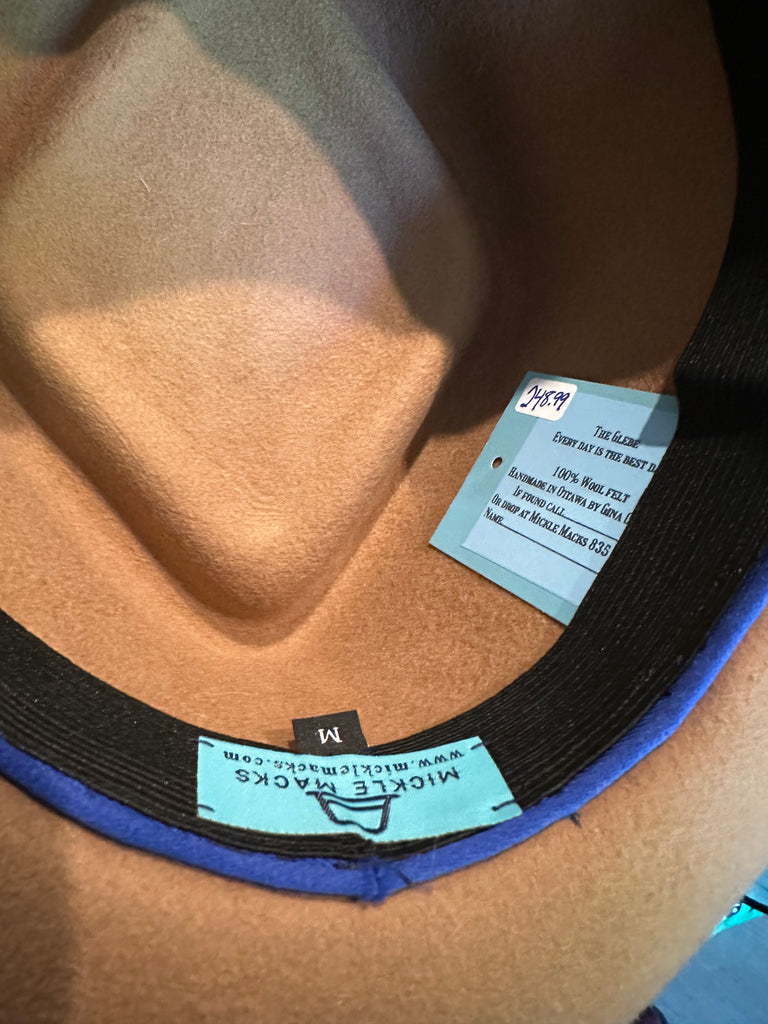 248.99
THE GLEBE
EVERY DAY IS THE BEST
100% WOOL FELT
HANDMADE IN OTTAWA BY GINA
IF FOUND CALL
OR DROP AT MICKLE MACKS 835
NAME
M
www.micklemacks.com
MICKLE MACKS